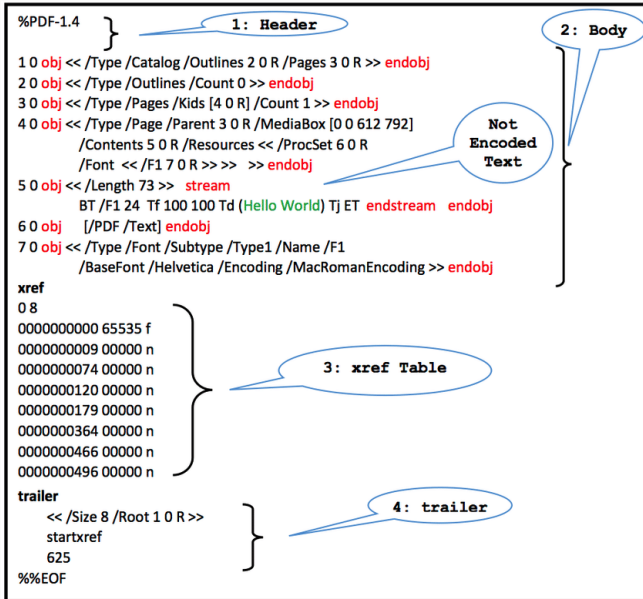 %PDF-1.4
1: Header
2: Body
1 0 obj << /Type /Catalog /Outlines 2 0 R /Pages 3 0 R >> endobj
2 0 obj << /Type /Outlines /Count 0 >> endobj
3 0 obj << /Type /Pages /Kids [4 0 R] /Count 1 >> endobj
4 0 obj << /Type /Page /Parent 3 0 R /MediaBox [0 0 612 792]
/Contents 5 0 R /Resources << /ProcSet 6 0 R
/Font << /F1 7 0 R >> >> >> endobj
Not
Encoded
Text
5 0 obj << /Length 73 >> stream
BT /F1 24 Tf 100 100 Td (Hello World) Tj ET endstream endobj
6 0 obj [/PDF /Text] endobj
7 0 obj << /Type /Font /Subtype /Type1 /Name /F1
/BaseFont /Helvetica /Encoding /MacRomanEncoding >> endobj
xref
0 8
0000000000 65535 f
0000000009 00000 n
0000000074 00000 n
0000000120 00000 n
0000000179 00000 n
0000000364 00000 n
0000000466 00000 n
0000000496 00000 n
3: xref Table
trailer
<< /Size 8 /Root 1 0 R >>
startxref
625
%%EOF
4: trailer